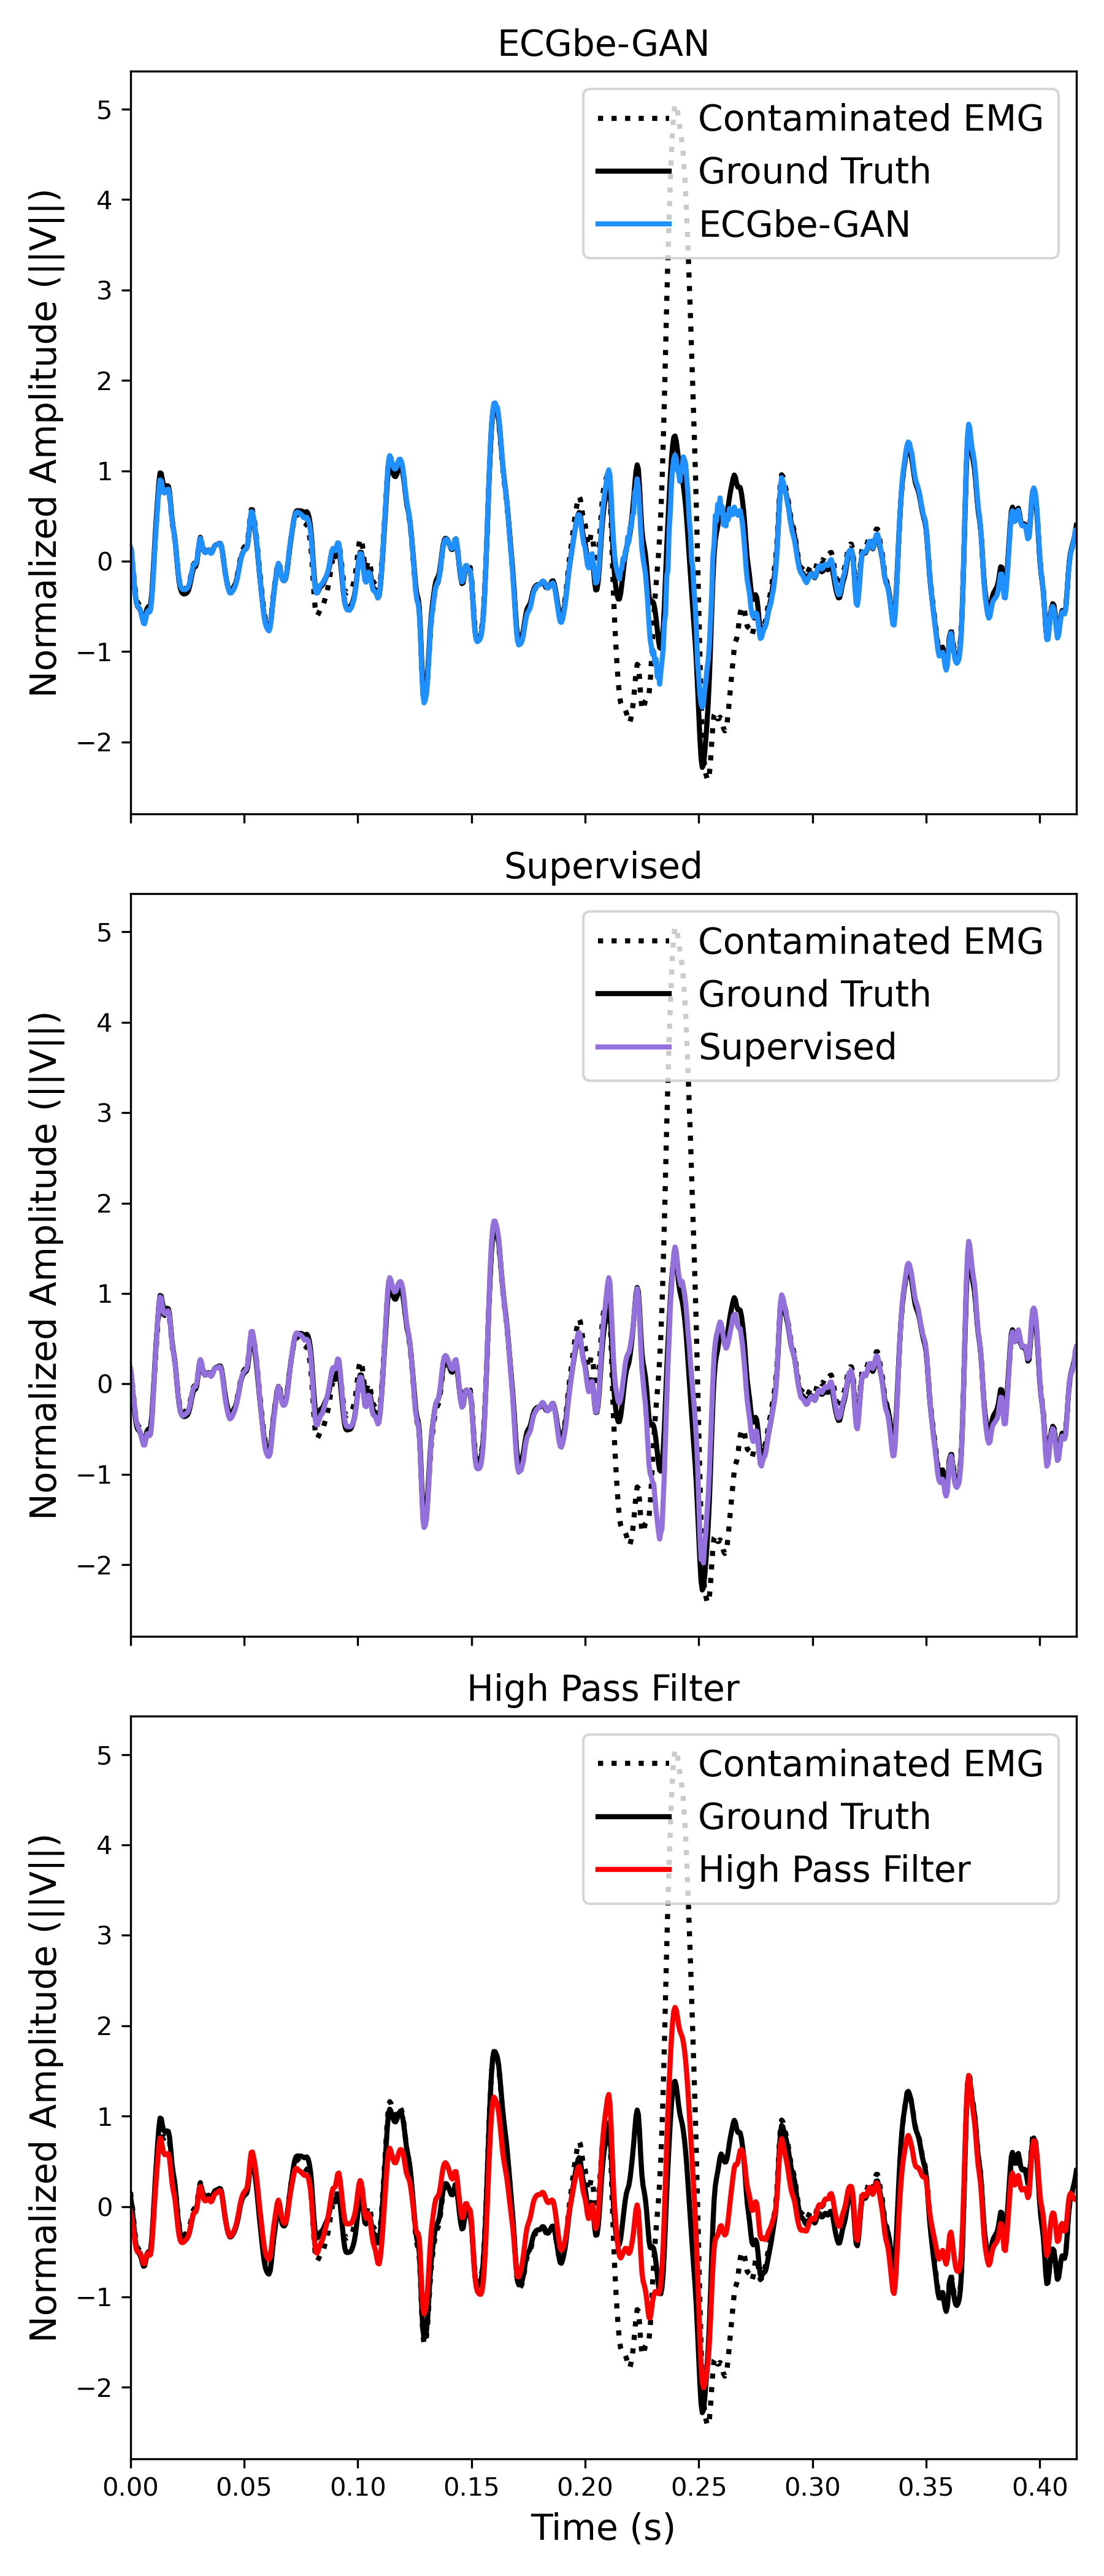 ECGbe-GAN
Normalized Amplitude (||V||)
5
4
3
2
1
0
−1
−2
Contaminated EMG
Ground Truth
ECGbe-GAN
Supervised
Normalized Amplitude (||V||)
5
4
3
2
1
0
−1
−2
Contaminated EMG
Ground Truth
Supervised
High Pass Filter
Normalized Amplitude (||V||)
5
4
3
2
1
0
−1
−2
Contaminated EMG
Ground Truth
High Pass Filter
0.00 0.05 0.10 0.15 0.20 0.25 0.30 0.35 0.40
Time (s)